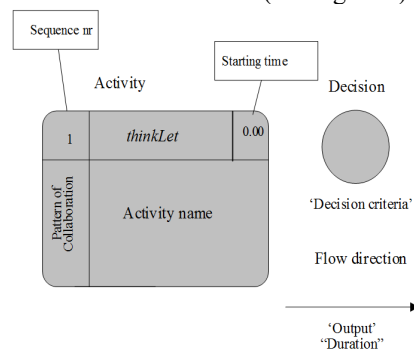 Sequence nr
Starting time
Activity
Decision
1
thinkLet
0.00
Pattern of
Collaboration
Activity name
‘Decision criteria’
Flow direction
‘Output’
“Duration”